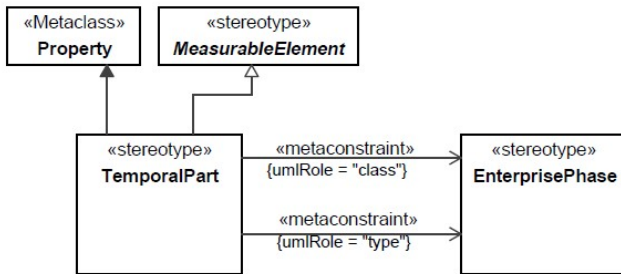 «Metaclass»
Property
«stereotype»
MeasurableElement
«stereotype»
TemporalPart
«metaconstraint»
{umlRole = "class"}
«metaconstraint»
{umlRole = "type"}
«stereotype»
EnterprisePhase